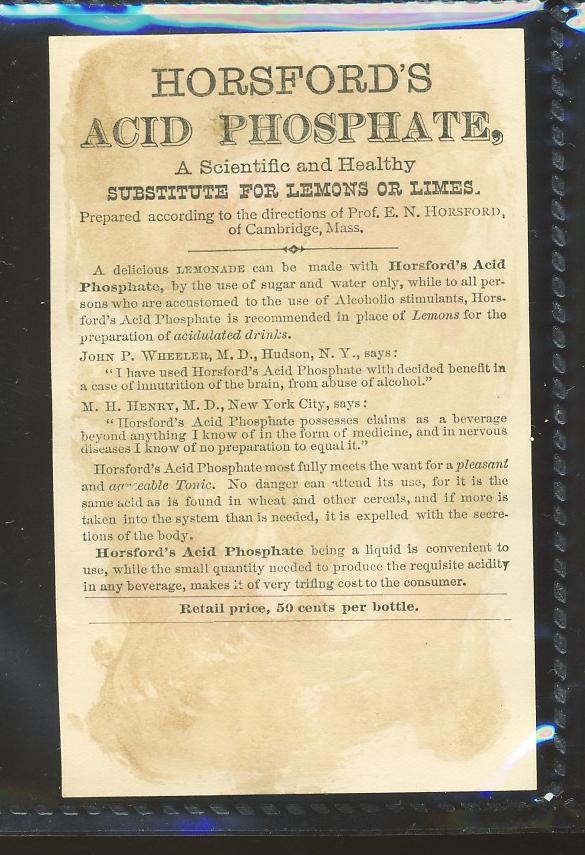 HORSFORD'S
ACID PHOSPHATE,
A Scientific and Healthy
SUBSTITUTE FOR LEMONS OR LIMES.
Prepared according to the directions of Prof. E. N. HORSFORD,
of Cambridge, Mass.
A delicious LEMONADE can be made with Horsford's Acid
Phosphate, by the use of sugar and water only, while to all per-
sons who are accustomed to the use of Alcoholic stimulants, Hors-
ford's Acid Phosphate is recommended in place of Lemons for the
preparation of acidulated drinks.
JOHN P. WHEELER, M. D., Hudson, N. Y., says:
"I have used Horsford's Acid Phosphate with decided benefit in
a case of innutrition of the brain, from abuse of alcohol."
M. H. HENRY, M. D., New York City, says:
"Horsford's Acid Phosphate possesses claims as a beverage
beyond anything I know of in the form of medicine, and in nervous
diseases I know of no preparation to equal it."
Horsford's Acid Phosphate most fully meets the want for a pleasant
and agreeable Tonic. No danger can attend its use, for it is the
same acid as is found in wheat and other cereals, and if more is
taken into the system than is needed, it is expelled with the secre-
tions of the body.
Horsford's Acid Phosphate being a liquid is convenient to
use, while the small quantity needed to produce the requisite acidity
in any beverage, makes it of very trifling cost to the consumer.
Retail price, 50 cents per bottle.